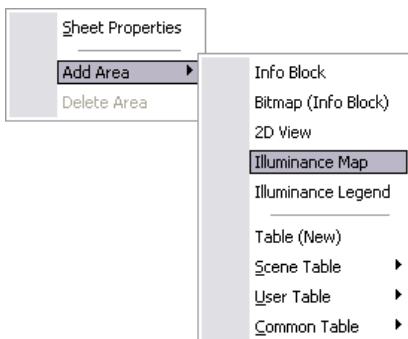 Sheet Properties
Add Area
Delete Area
Info Block
Bitmap (Info Block)
2D View
Illuminance Map
Illuminance Legend
Table (New)
Scene Table
User Table
Common Table